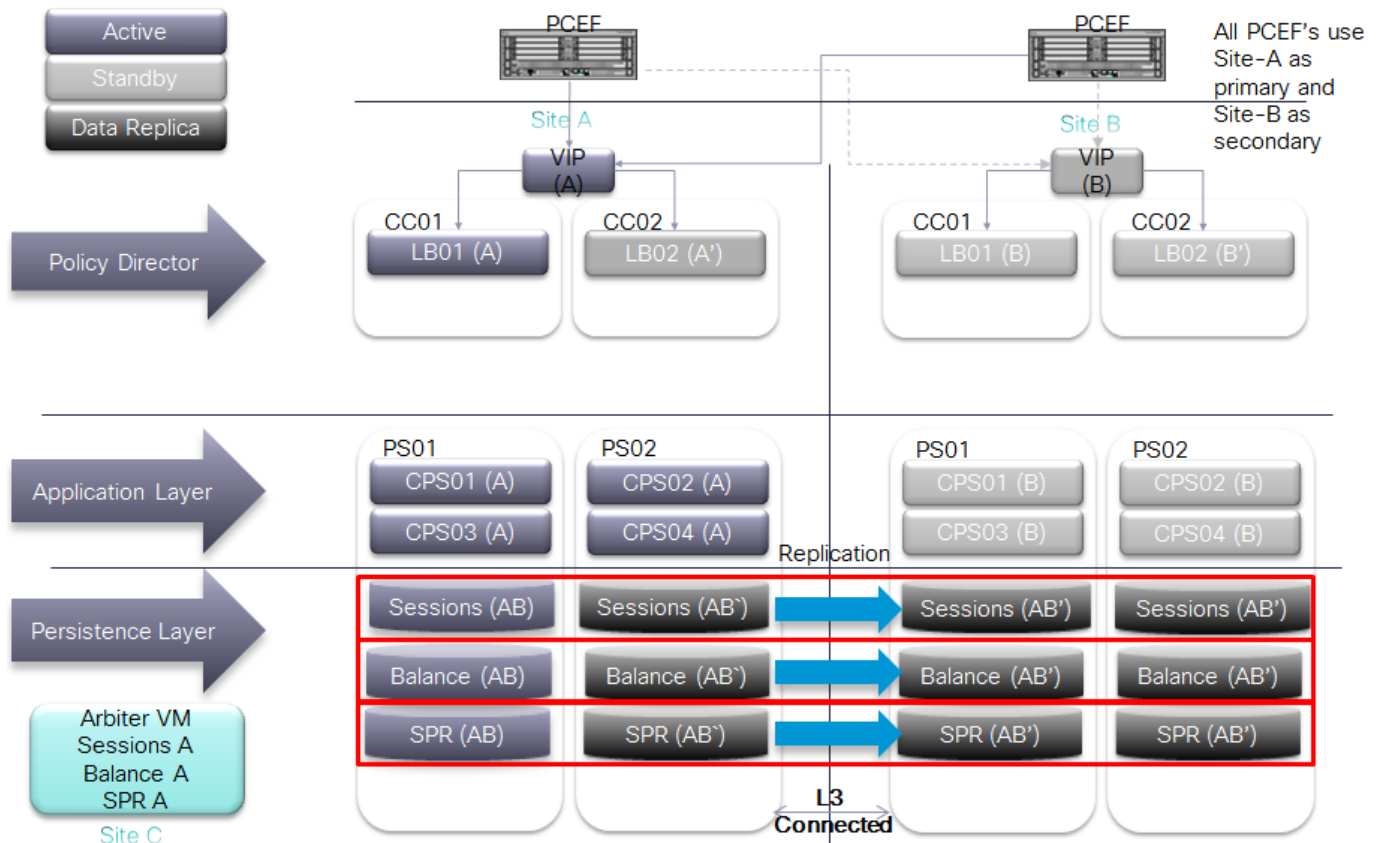 Active
Standby
Data Replica
PCEF
PCEF
All PCEF's use
Site-A as
primary and
Site-B as
secondary
Site A
Site B
VIP
(A)
VIP
(B)
Policy Director
CC01
LB01 (A)
CC02
LB02 (A')
CC01
LB01 (B)
CC02
LB02 (B')
Application Layer
PS01
CPS01 (A)
CPS03 (A)
PS02
CPS02 (A)
CPS04 (A)
PS01
CPS01 (B)
CPS03 (B)
PS02
CPS02 (B)
CPS04 (B)
Replication
Persistence Layer
Sessions (AB)
Sessions (AB`)
Sessions (AB')
Sessions (AB')
Balance (AB)
Balance (AB`)
Balance (AB')
Balance (AB')
SPR (AB)
SPR (AB`)
SPR (AB')
SPR (AB')
Arbiter VM
Sessions A
Balance A
SPR A
Site C
L3
Connected